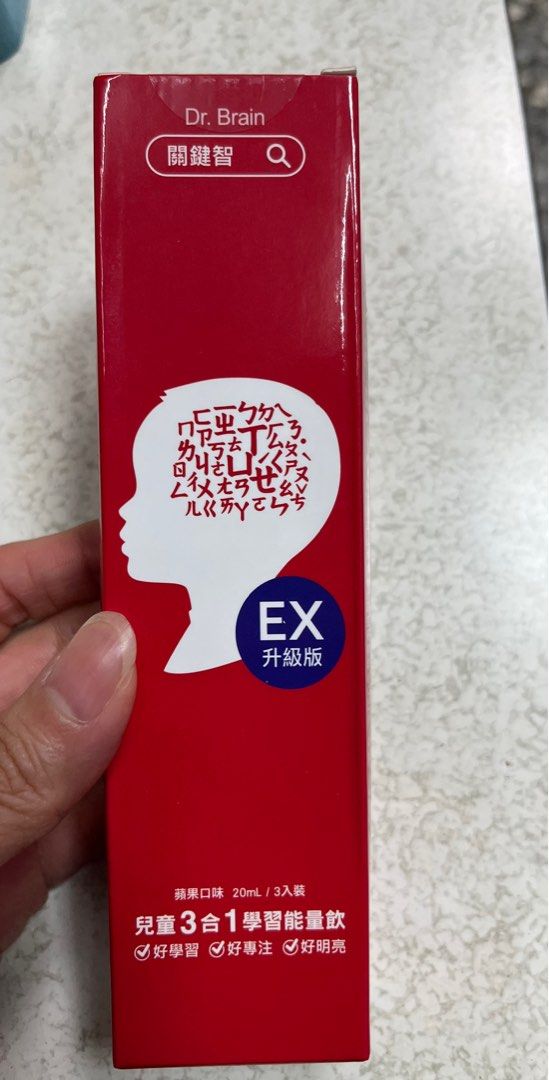 Dr. Brain
關鍵智
EX
升級版
蘋果口味 20mL / 3入裝
兒童3合1學習能量飲
好學習 好專注 好明亮